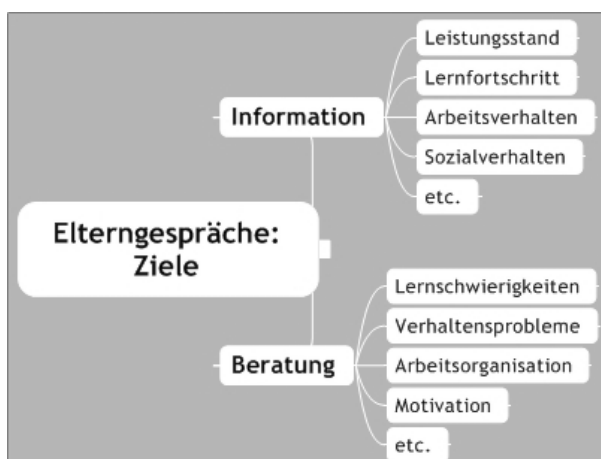 Elterngespräche:
Ziele
Information
Leistungsstand
Lernfortschritt
Arbeitsverhalten
Sozialverhalten
etc.
Beratung
Lernschwierigkeiten
Verhaltensprobleme
Arbeitsorganisation
Motivation
etc.